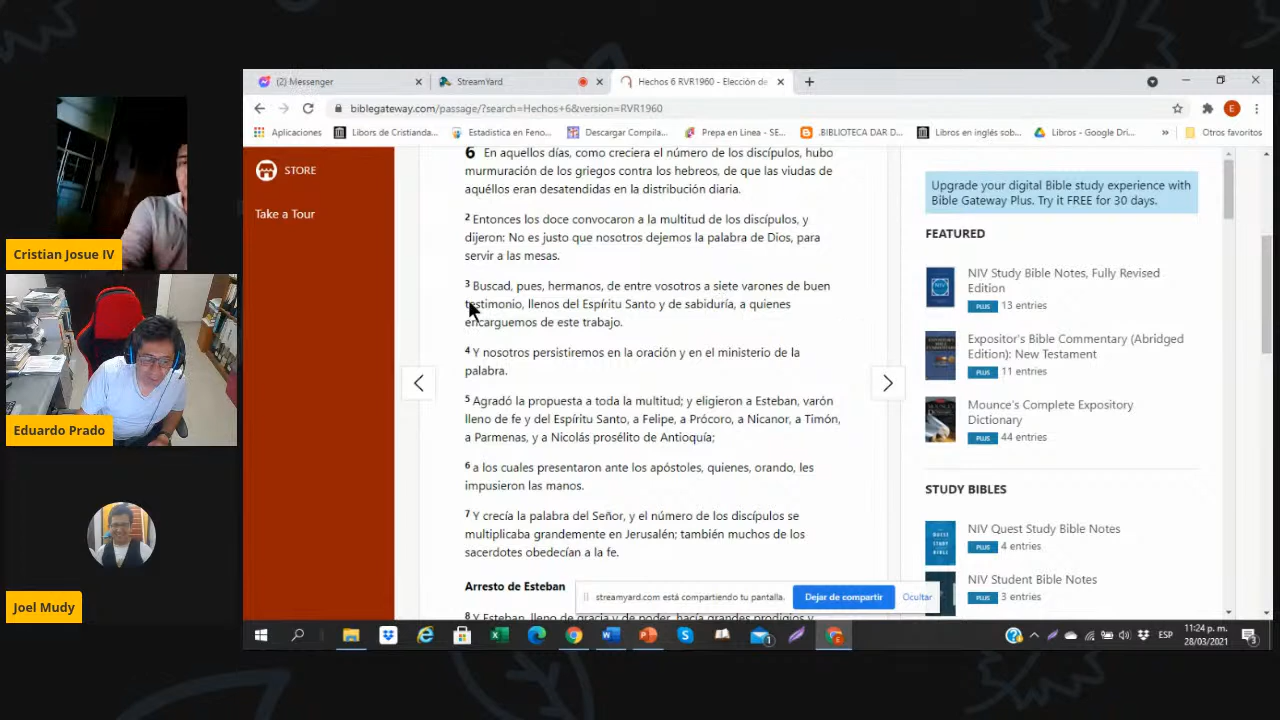 (2) Messenger
StreamYard
Hechos 6 RVR1960 - Elección de
biblegateway.com/passage/?search=Hechos+6&version=RVR1960
E
Aplicaciones
Libors de Cristianda...
Estadistica en Feno...
Descargar Compila...
Prepa en Linea - SE...
.BIBLIOTECA DAR D...
Libros en inglés sob...
Libros - Google Dri...
»
Otros favoritos
STORE
Take a Tour
6 En aquellos días, como creciera el número de los discípulos, hubo
murmuración de los griegos contra los hebreos, de que las viudas de
aquéllos eran desatendidas en la distribución diaria.
2 Entonces los doce convocaron a la multitud de los discípulos, y
dijeron: No es justo que nosotros dejemos la palabra de Dios, para
servir a las mesas.
3 Buscad, pues, hermanos, de entre vosotros a siete varones de buen
testimonio, llenos del Espíritu Santo y de sabiduría, a quienes
encarguemos de este trabajo.
4 Y nosotros persistiremos en la oración y en el ministerio de la
palabra.
5 Agradó la propuesta a toda la multitud; y eligieron a Esteban, varón
lleno de fe y del Espíritu Santo, a Felipe, a Prócoro, a Nicanor, a Timón,
a Parmenas, y a Nicolás prosélito de Antioquía;
6 a los cuales presentaron ante los apóstoles, quienes, orando, les
impusieron las manos.
7 Y crecía la palabra del Señor, y el número de los discípulos se
multiplicaba grandemente en Jerusalén; también muchos de los
sacerdotes obedecían a la fe.
Arresto de Esteban
8 Y Esteban, lleno de gracia y de poder, hacía grandes prodigios y
Upgrade your digital Bible study experience with
Bible Gateway Plus. Try it FREE for 30 days.
FEATURED
NIV Study Bible Notes, Fully Revised
Edition
PLUS 13 entries
Expositor's Bible Commentary (Abridged
Edition): New Testament
PLUS 11 entries
Mounce's Complete Expository
Dictionary
PLUS 44 entries
STUDY BIBLES
NIV Quest Study Bible Notes
PLUS 4 entries
NIV Student Bible Notes
PLUS 3 entries
streamyard.com está compartiendo tu pantalla.
Dejar de compartir
Ocultar
ESP
11:24 p. m.
28/03/2021
Cristian Josue IV
Eduardo Prado
Joel Mudy